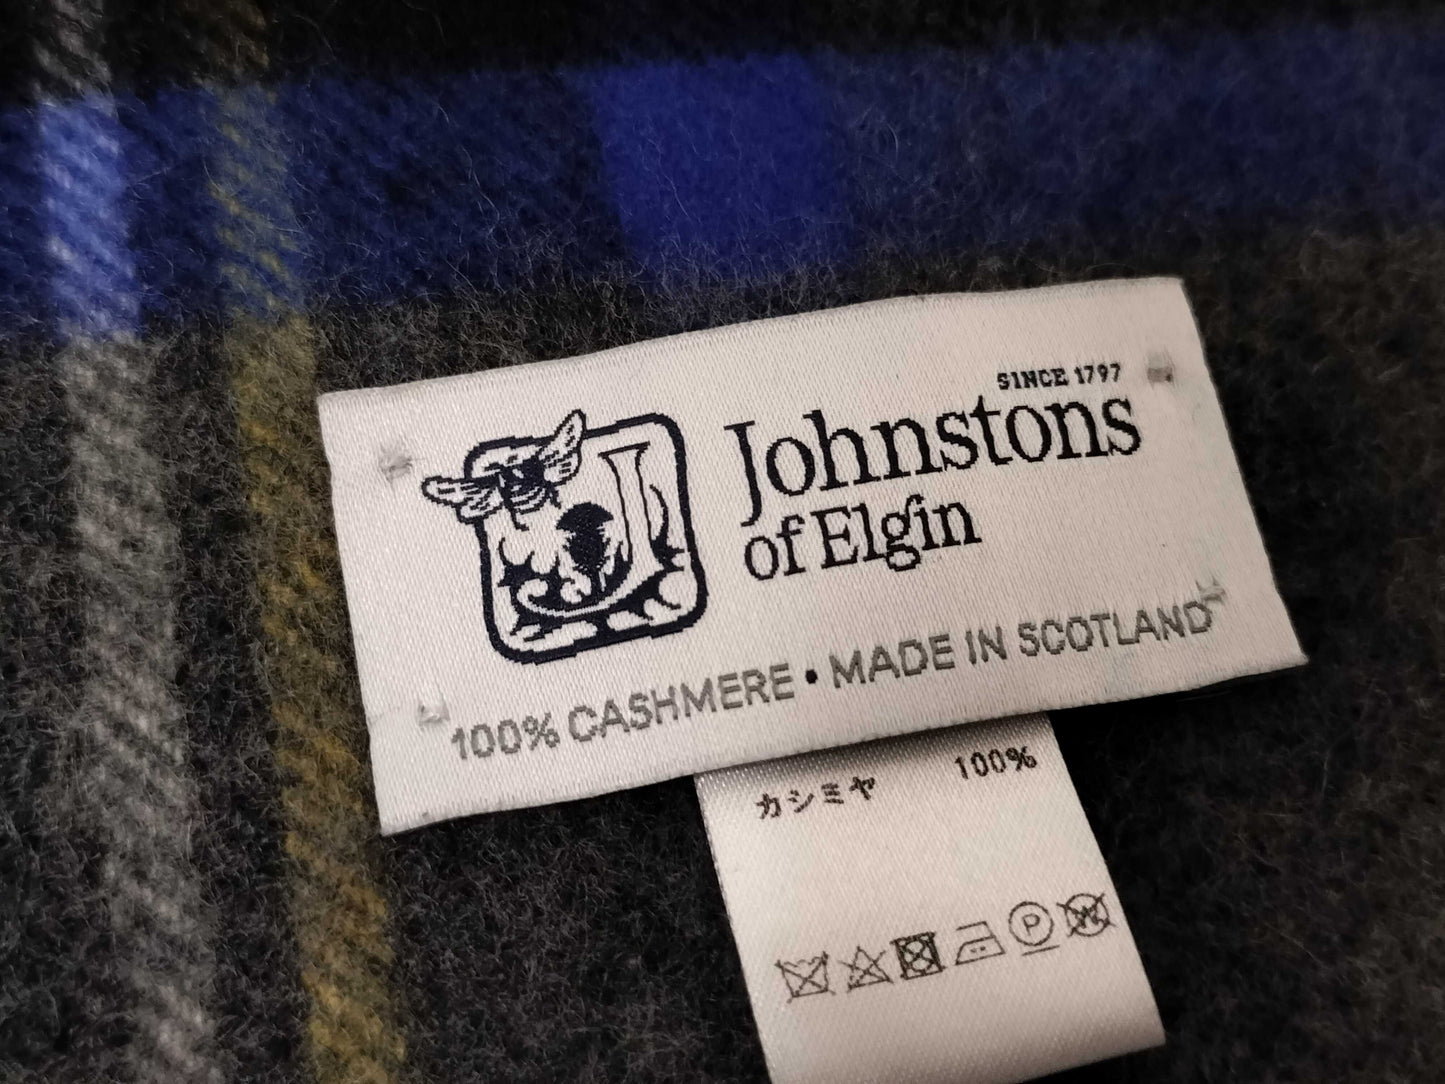 SINCE 1797
Johnstons
of Elgin
100% CASHMERE • MADE IN SCOTLAND
カシミヤ 100%
P W